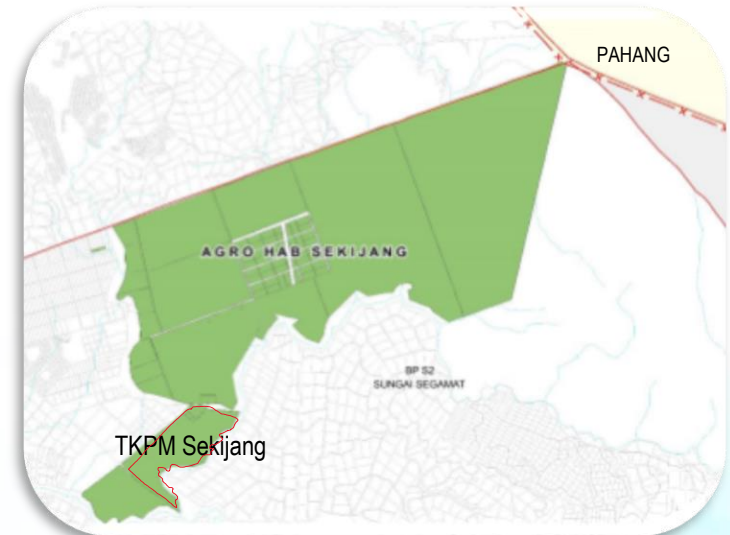 PAHANG
AGRO HAB SEKIJANG
BP S2
SUNGAI SEGAMAT
TKPM Sekijang